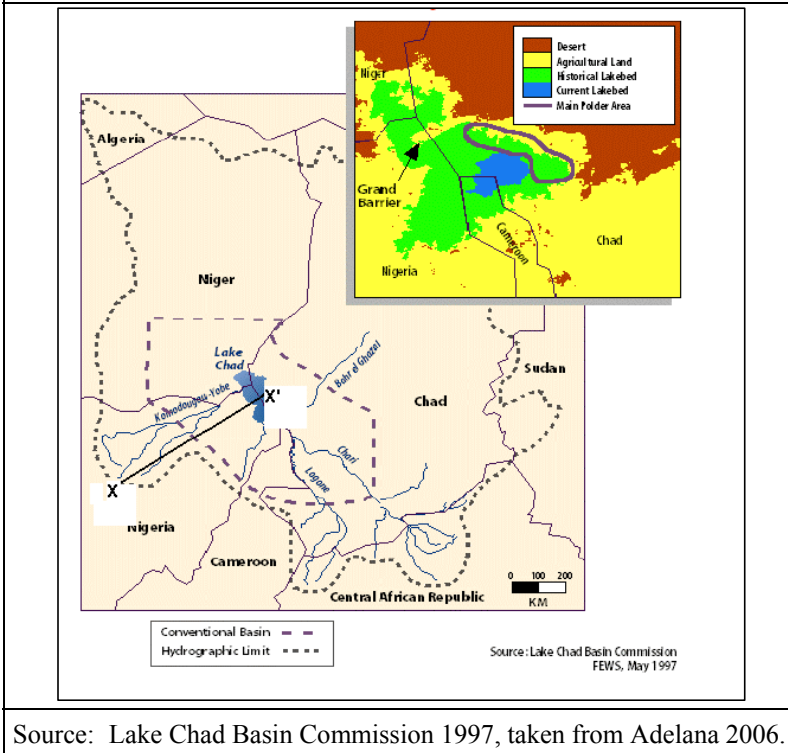 Desert
Agricultural Land
Historical Lakebed
Current Lakebed
Main Polder Area
Niger
Grand
Barrier
Cameroon
Chad
Nigeria
Algeria
Niger
Lake
Chad
Bahr el Ghazal
Sudan
Komodougou-Yobe
X'
Chad
Chari
Logone
X
Nigeria
Cameroon
Central African Republic
0 100 200
KM
Conventional Basin
Hydrographic Limit
Source: Lake Chad Basin Commission
FEWS, May 1997
Source: Lake Chad Basin Commission 1997, taken from Adelana 2006.